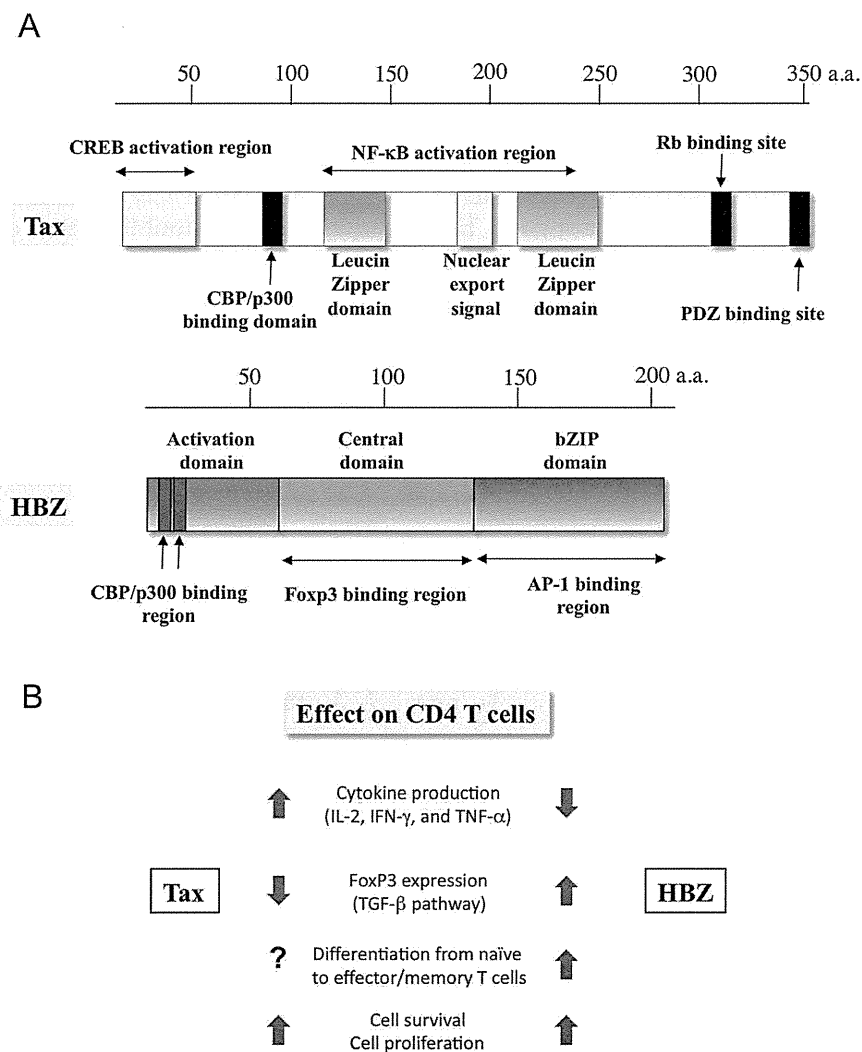 A
50 100 150 200 250 300 350 a.a.
CREB activation region
NF-κB activation region
Rb binding site
Tax
CBP/p300
binding domain
Leucin
Zipper
domain
Nuclear
export
signal
Leucin
Zipper
domain
PDZ binding site
50 100 150 200 a.a.
Activation
domain
Central
domain
bZIP
domain
HBZ
CBP/p300 binding
region
Foxp3 binding region
AP-1 binding
region
B
Effect on CD4 T cells
Cytokine production
(IL-2, IFN-γ, and TNF-α)
Tax
FoxP3 expression
(TGF-β pathway)
HBZ
?
Differentiation from naïve
to effector/memory T cells
Cell survival
Cell proliferation